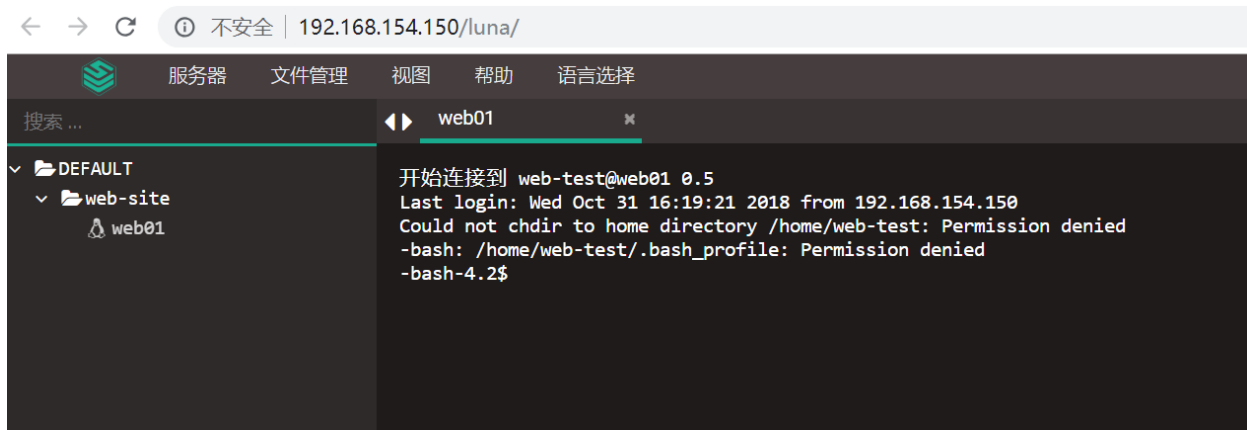 不安全 192.168.154.150/luna/
服务器 文件管理 视图 帮助 语言选择
搜索 ...
web01
DEFAULT
web-site
web01
开始连接到 web-test@web01 0.5
Last login: Wed Oct 31 16:19:21 2018 from 192.168.154.150
Could not chdir to home directory /home/web-test: Permission denied
-bash: /home/web-test/.bash_profile: Permission denied
-bash-4.2$